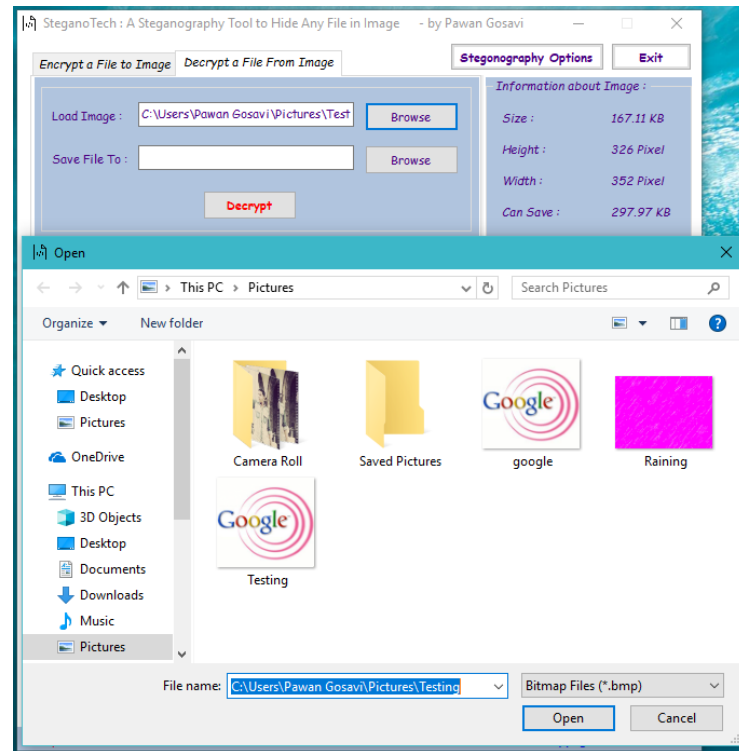 SteganoTech : A Steganography Tool to Hide Any File in Image - by Pawan Gosavi
Encrypt a File to Image Decrypt a File From Image Stegonography Options Exit
Information about Image :
Load Image : C:\Users\Pawan Gosavi\Pictures\Test Browse Size : 167.11 KB
Save File To : Browse Height : 326 Pixel
Width : 352 Pixel
Decrypt Can Save : 297.97 KB
Open
This PC > Pictures Search Pictures
Organize New folder
Quick access
Desktop
Pictures
OneDrive
This PC
3D Objects
Desktop
Documents
Downloads
Music
Pictures
Google
Camera Roll Saved Pictures google Raining
Google
Testing
File name: C:\Users\Pawan Gosavi\Pictures\Testing Bitmap Files (*.bmp)
Open Cancel